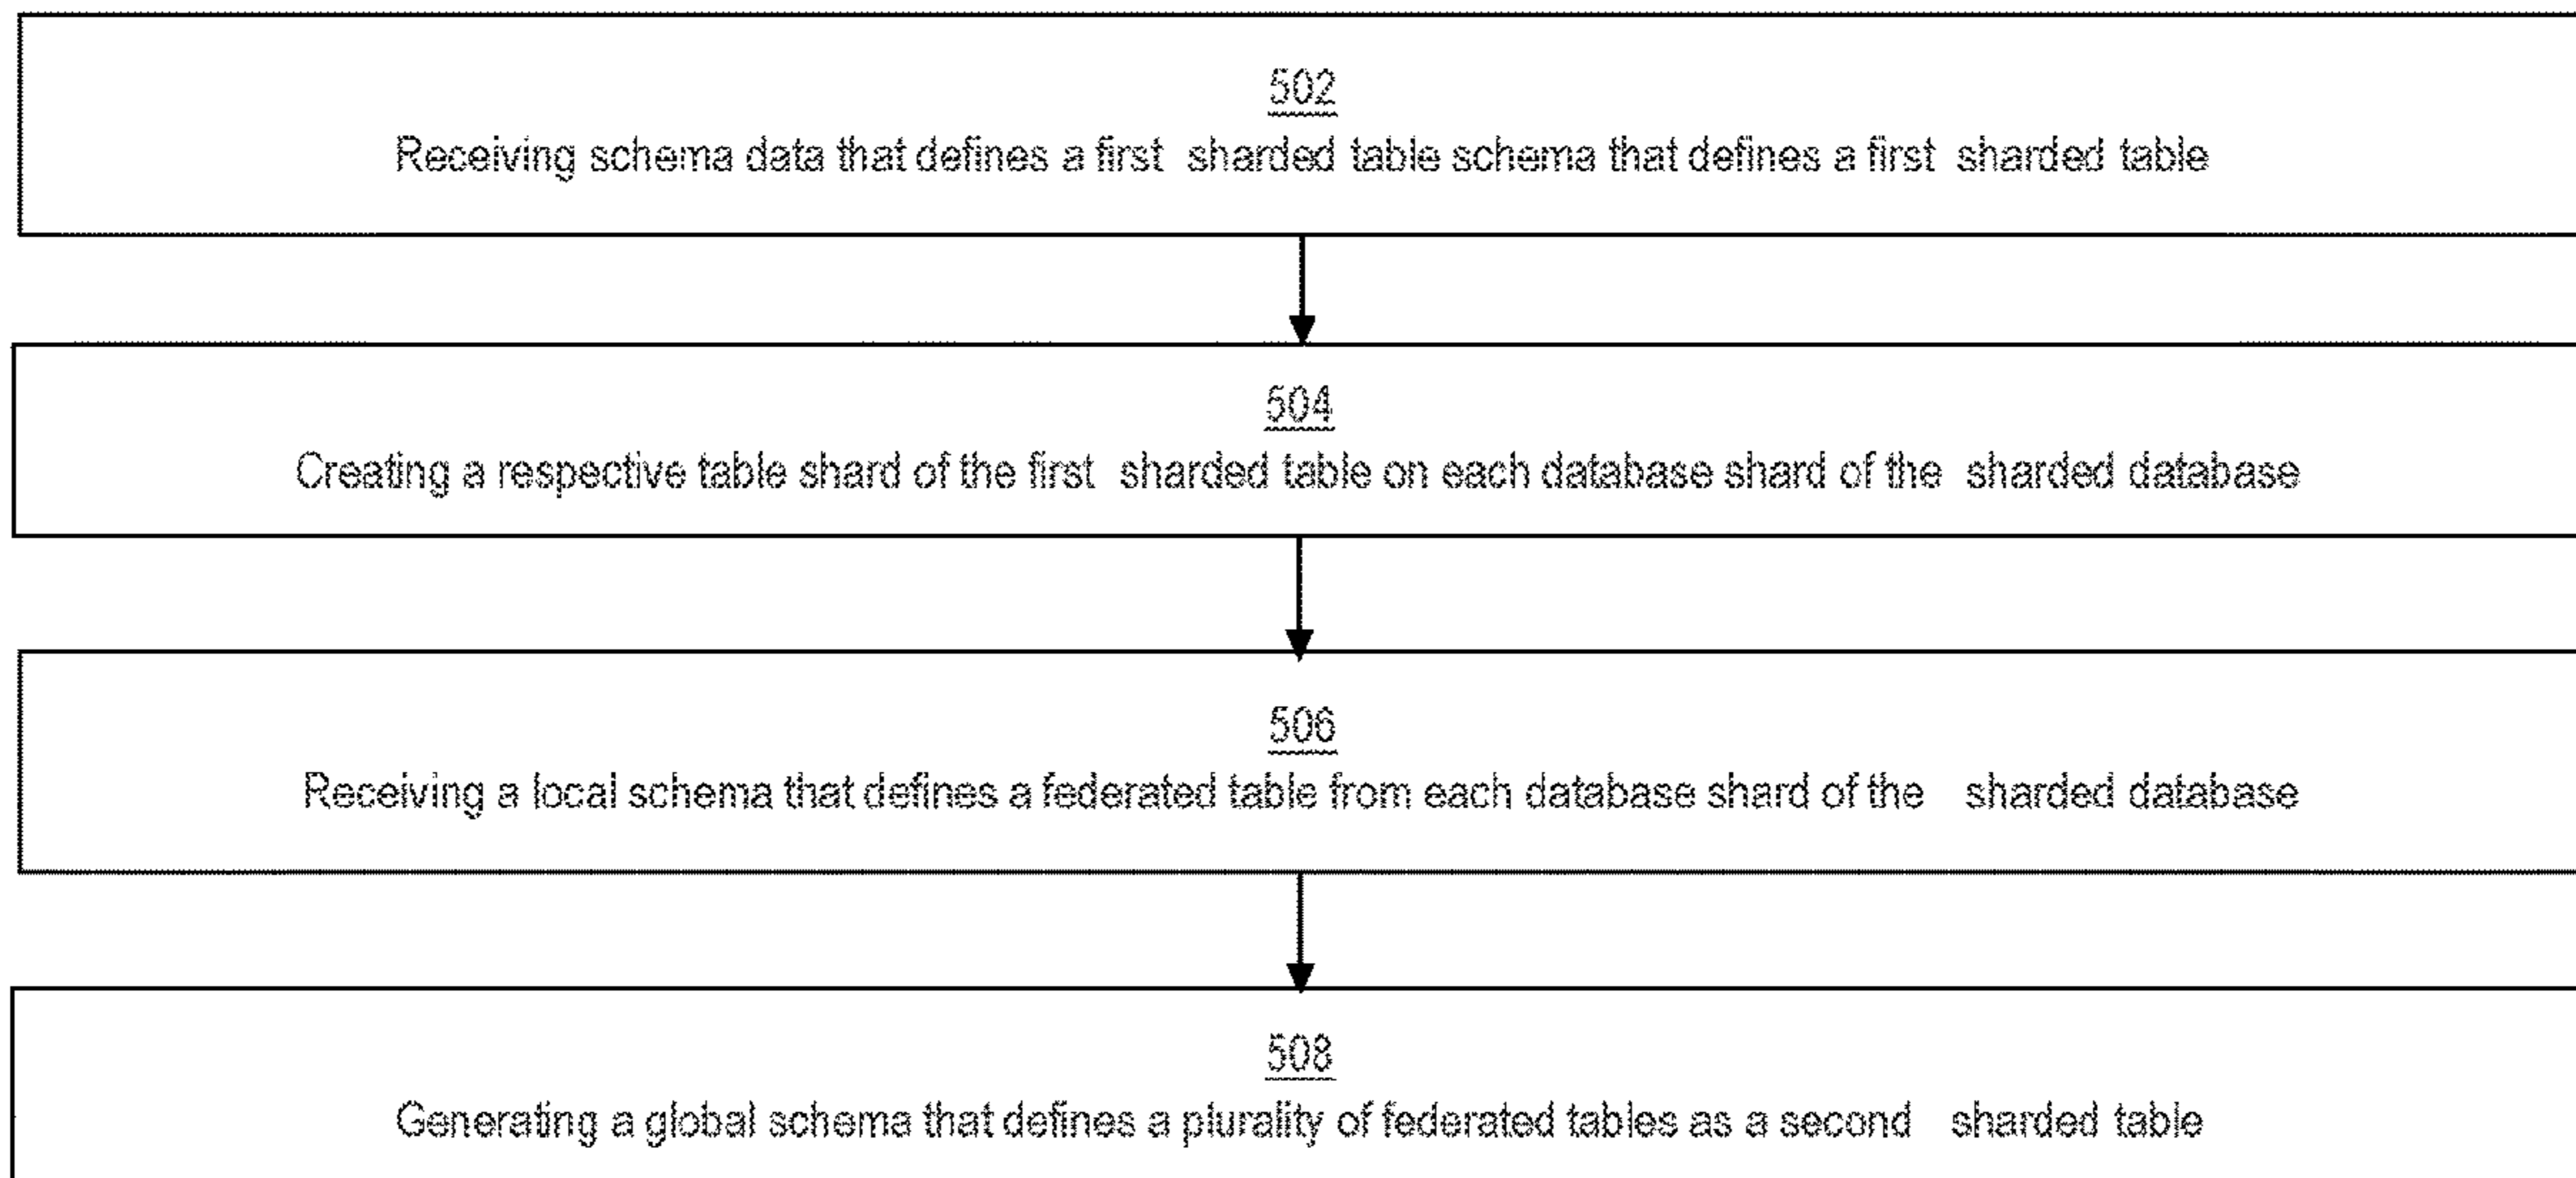 502
Receiving schema data that defines a first sharded table schema that defines a first sharded table
504
Creating a respective table shard of the first sharded table on each database shard of the sharded database
506
Receiving a local schema that defines a federated table from each database shard of the sharded database
508
Generating a global schema that defines a plurality of federated tables as a second sharded table